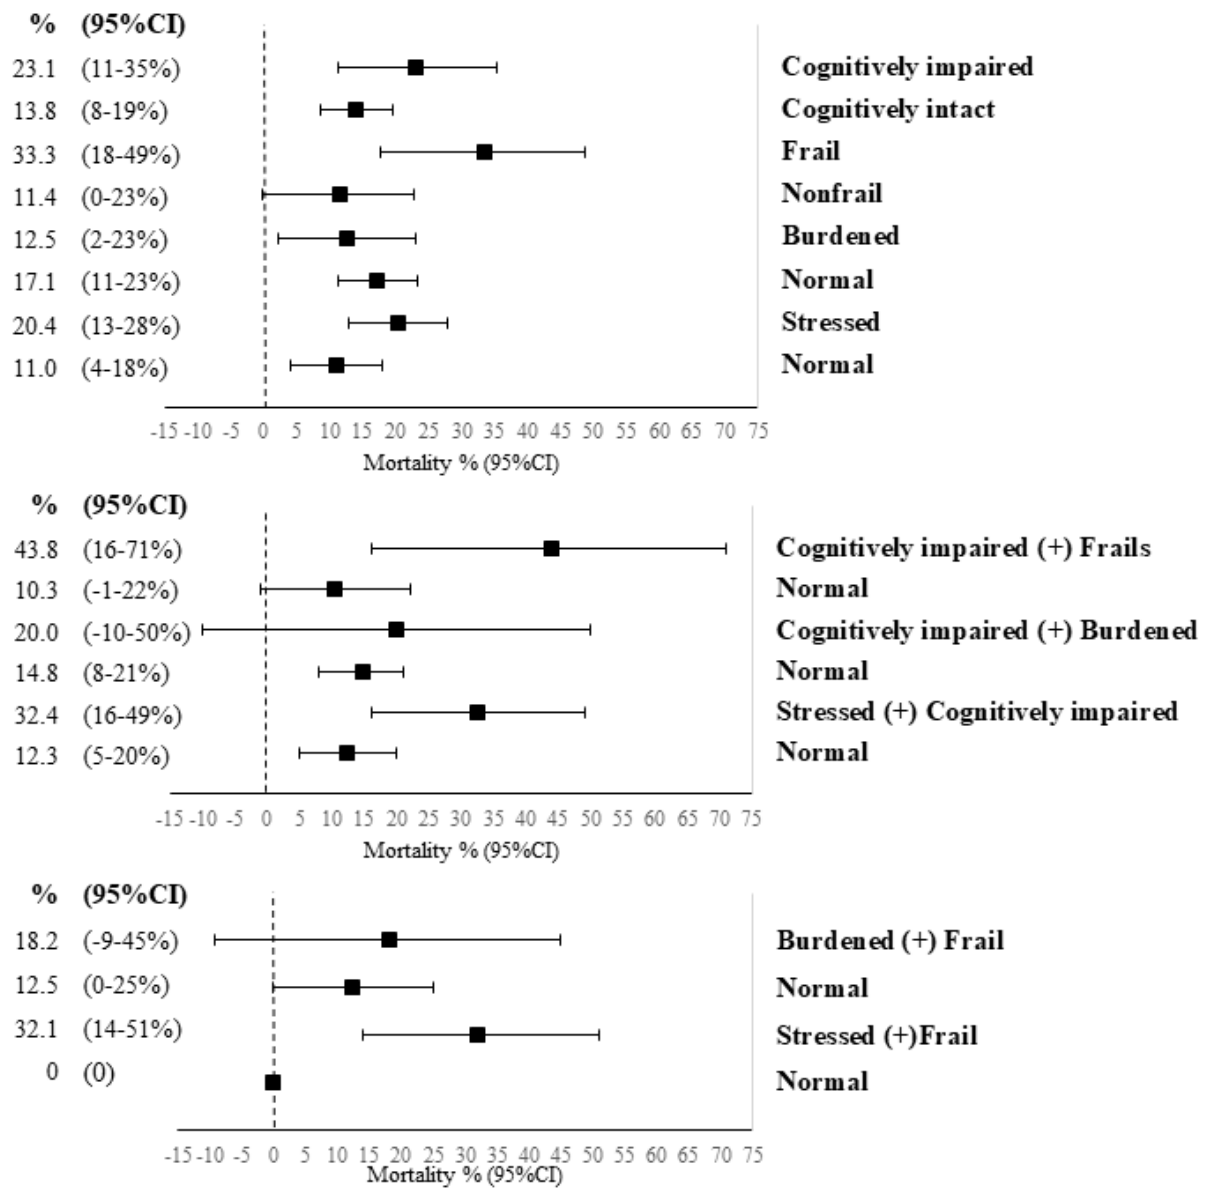 % (95%CI)
23.1 (11-35%) Cognitively impaired
13.8 (8-19%) Cognitively intact
33.3 (18-49%) Frail
11.4 (0-23%) Nonfrail
12.5 (2-23%) Burdened
17.1 (11-23%) Normal
20.4 (13-28%) Stressed
11.0 (4-18%) Normal
-15 -10 -5 0 5 10 15 20 25 30 35 40 45 50 55 60 65 70 75
Mortality % (95%CI)
% (95%CI)
43.8 (16-71%) Cognitively impaired (+) Frails
10.3 (-1-22%) Normal
20.0 (-10-50%) Cognitively impaired (+) Burdened
14.8 (8-21%) Normal
32.4 (16-49%) Stressed (+) Cognitively impaired
12.3 (5-20%) Normal
-15 -10 -5 0 5 10 15 20 25 30 35 40 45 50 55 60 65 70 75
Mortality % (95%CI)
% (95%CI)
18.2 (-9-45%) Burdened (+) Frail
12.5 (0-25%) Normal
32.1 (14-51%) Stressed (+)Frail
0 (0) Normal
-15 -10 -5 0 5 10 15 20 25 30 35 40 45 50 55 60 65 70 75
Mortality % (95%CI)